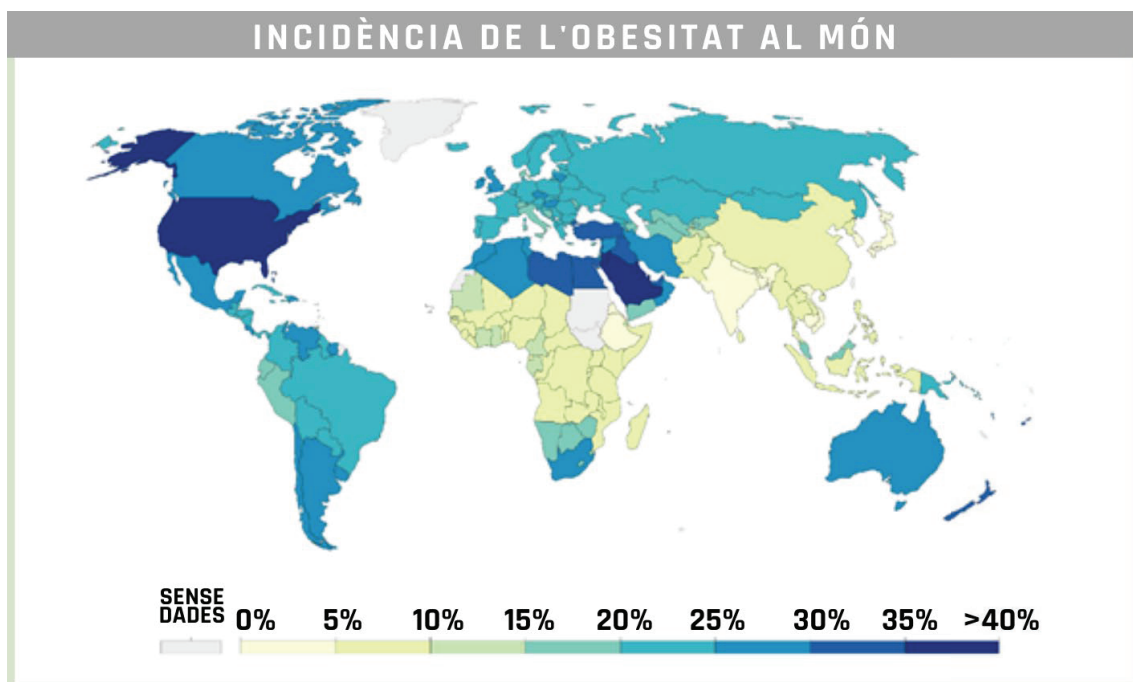 INCIDÈNCIA DE L'OBESITAT AL MÓN
SENSE
DADES
0% 5% 10% 15% 20% 25% 30% 35% >40%